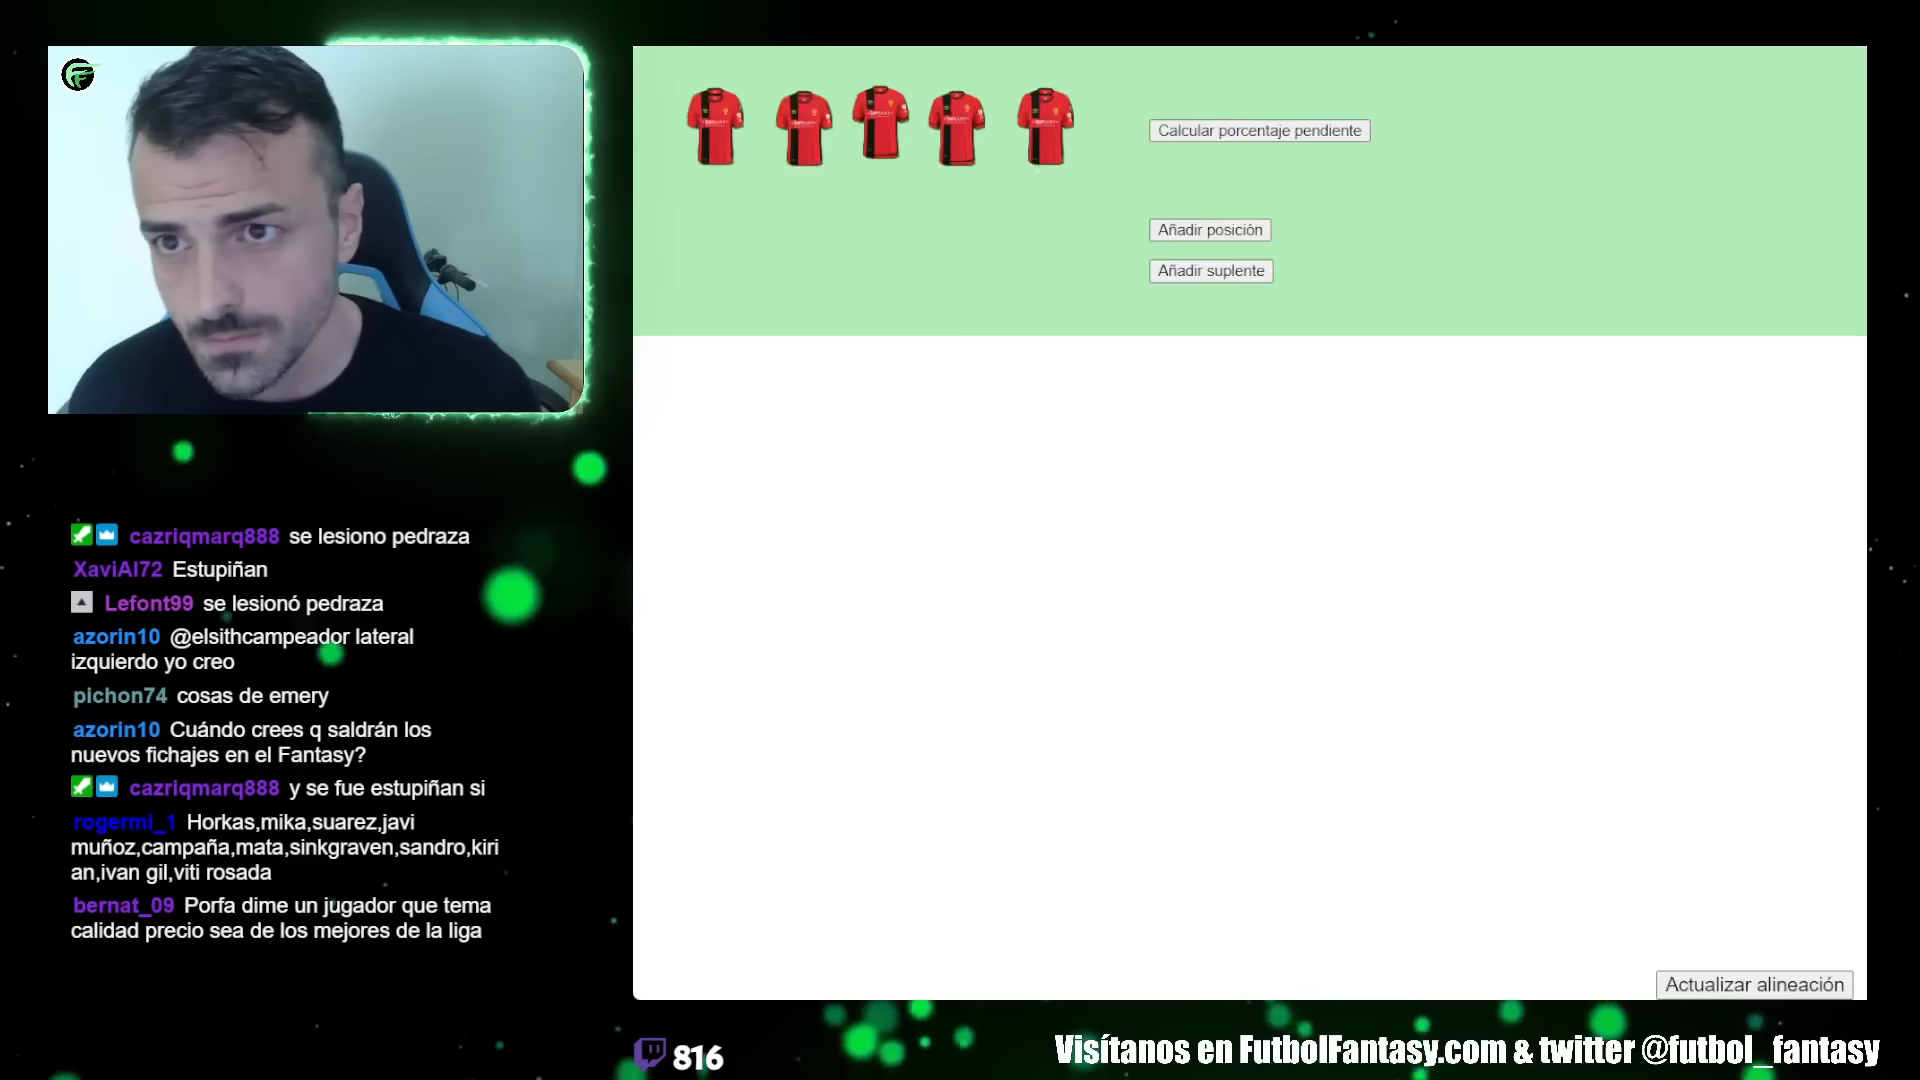 Calcular porcentaje pendiente
Añadir posición
Añadir suplente
cazriqmarq888 se lesiono pedraza
XaviAl72 Estupiñan
Lefont99 se lesionó pedraza
azorin10 @elsithcampeador lateral
izquierdo yo creo
pichon74 cosas de emery
azorin10 Cuándo crees q saldrán los
nuevos fichajes en el Fantasy?
cazriqmarq888 y se fue estupiñan si
rogermi_1 Horkas,mika,suarez,javi
muñoz,campaña,mata,sinkgraven,sandro,kiri
an,ivan gil,viti rosada
bernat_09 Porfa dime un jugador que tema
calidad precio sea de los mejores de la liga
Actualizar alineación
816
Visítanos en FutbolFantasy.com & twitter @futbol_fantasy